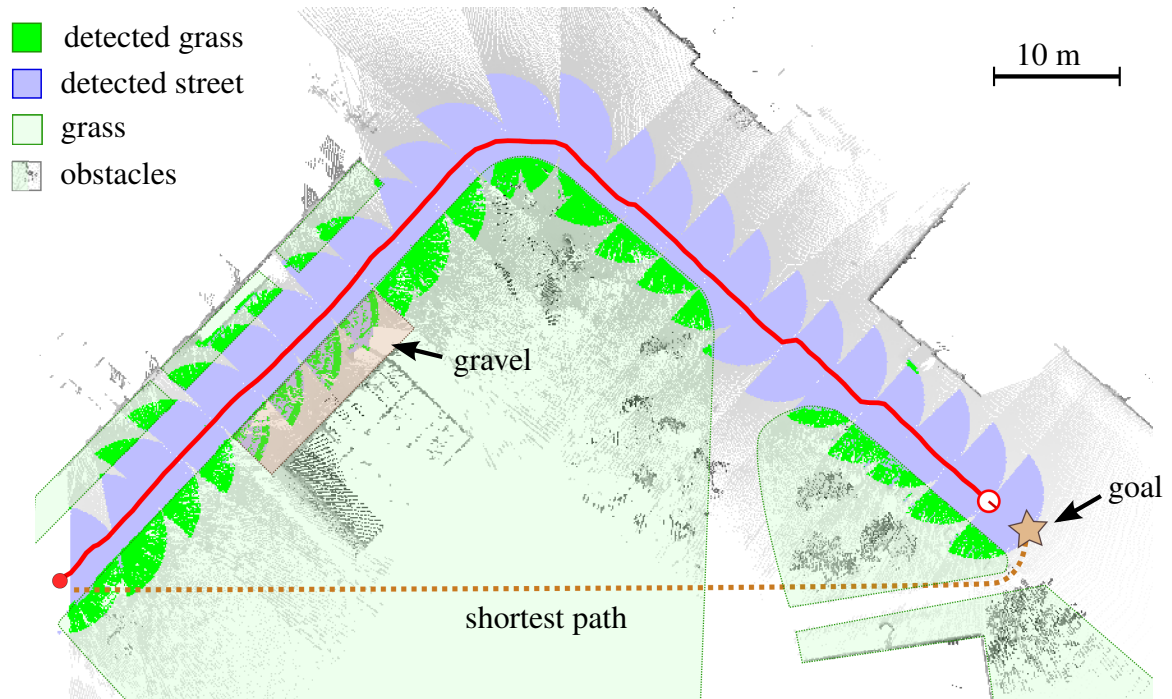 detected grass
detected street
grass
obstacles
10 m
gravel
goal
shortest path